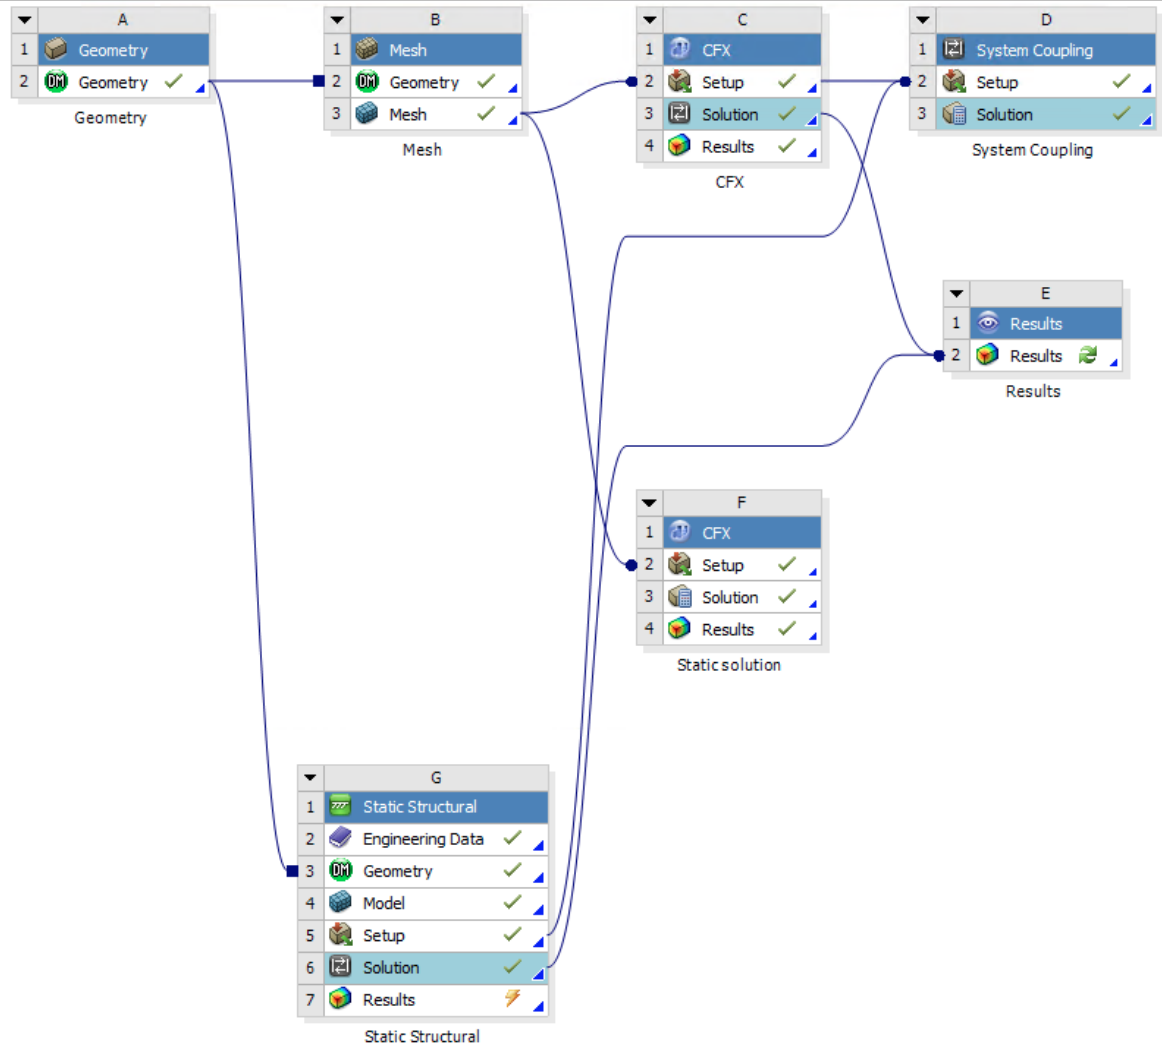 A
1 Geometry
2 DM Geometry
Geometry
B
1 Mesh
2 DM Geometry
3 Mesh
Mesh
C
1 CFX
2 Setup
3 Solution
4 Results
CFX
D
1 System Coupling
2 Setup
3 Solution
System Coupling
E
1 Results
2 Results
Results
F
1 CFX
2 Setup
3 Solution
4 Results
Static solution
G
1 Static Structural
2 Engineering Data
3 DM Geometry
4 Model
5 Setup
6 Solution
7 Results
Static Structural